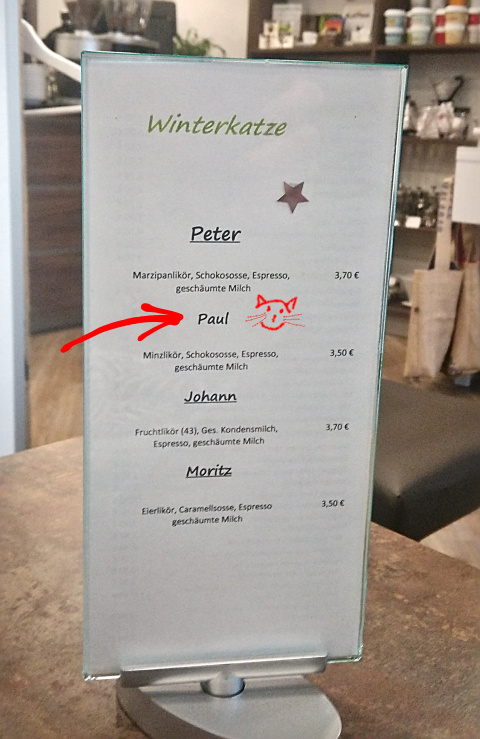 Winterkatze
Peter
Marzipanlikör, Schokososse, Espresso, 3,70 €
geschäumte Milch
Paul
Minzlikör, Schokososse, Espresso, 3,50 €
geschäumte Milch
Johann
Fruchtlikör (43), Ges. Kondensmilch, 3,70 €
Espresso, geschäumte Milch
Moritz
Eierlikör, Caramellsosse, Espresso 3,50 €
geschäumte Milch